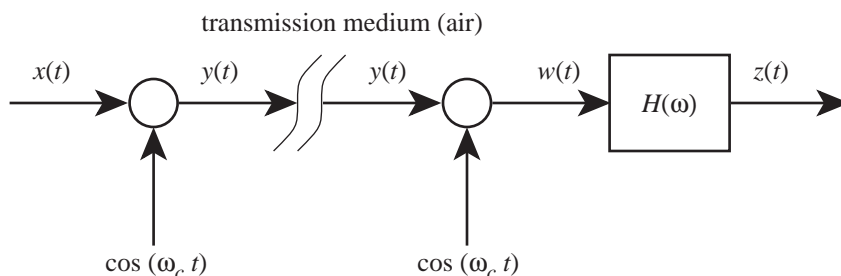 transmission medium (air)
x(t) y(t) y(t) w(t) z(t)
H(ω)
cos (ω_c t) cos (ω_c t)